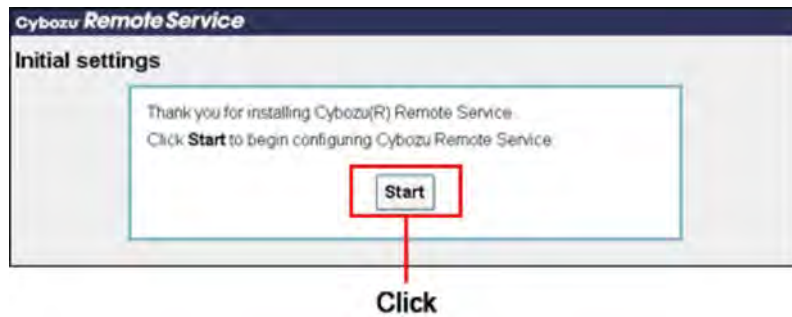 Cybozu Remote Service
Initial settings
Thank you for installing Cybozu(R) Remote Service.
Click Start to begin configuring Cybozu Remote Service.
Start
Click